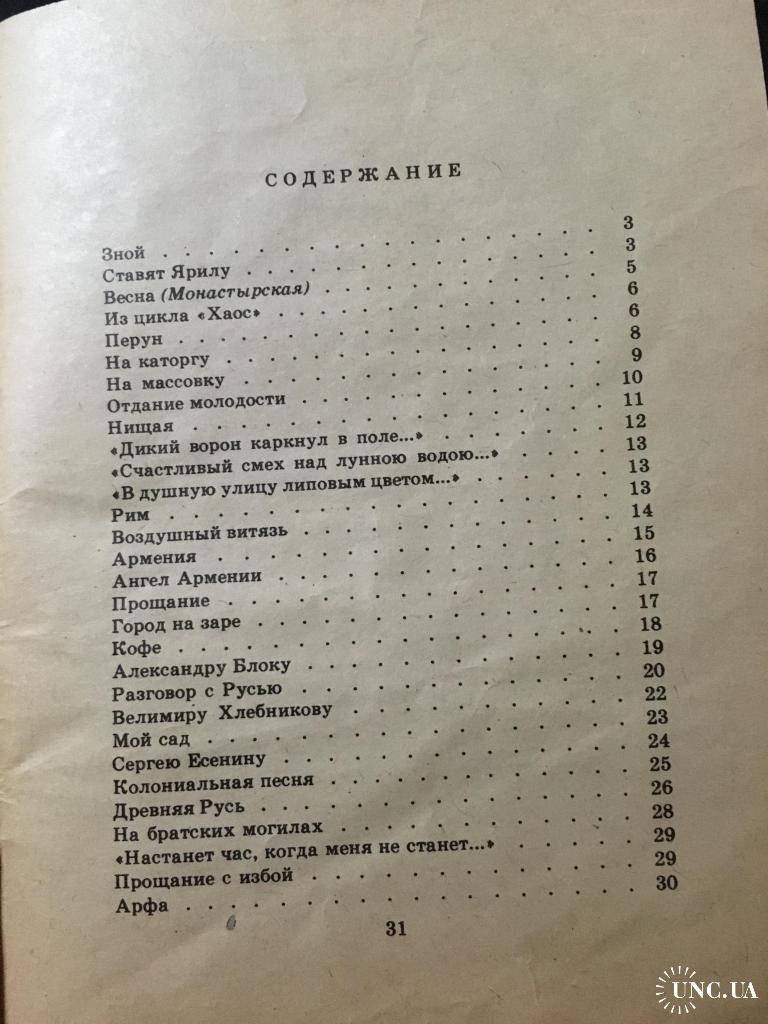 СОДЕРЖАНИЕ
Зной . . . . . . . . . . . . . . . . . 3
Ставят Ярилу . . . . . . . . . . . . . . 3
Весна (Монастырская) . . . . . . . . . . . 5
Из цикла «Хаос» . . . . . . . . . . . . . 6
Перун . . . . . . . . . . . . . . . . . 6
На каторгу . . . . . . . . . . . . . . . 8
На массовку . . . . . . . . . . . . . . 9
Отдание молодости . . . . . . . . . . . . 10
Нищая . . . . . . . . . . . . . . . . 11
«Дикий ворон каркнул в поле...» . . . . . . . 12
«Счастливый смех над лунною водою...» . . . . 13
«В душную улицу липовым цветом...» . . . . . . 13
Рим . . . . . . . . . . . . . . . . . 13
Воздушный витязь . . . . . . . . . . . . 14
Армения . . . . . . . . . . . . . . . 15
Ангел Армении . . . . . . . . . . . . . 16
Прощание . . . . . . . . . . . . . . . 17
Город на заре . . . . . . . . . . . . . . 17
Кофе . . . . . . . . . . . . . . . . . 18
Александру Блоку . . . . . . . . . . . . 19
Разговор с Русью . . . . . . . . . . . . 20
Велимиру Хлебникову . . . . . . . . . . 22
Мой сад . . . . . . . . . . . . . . . . 23
Сергею Есенину . . . . . . . . . . . . . 24
Колониальная песня . . . . . . . . . . . 25
Древняя Русь . . . . . . . . . . . . . . 26
На братских могилах . . . . . . . . . . . 28
«Настанет час, когда меня не станет...» . . . . . 29
Прощание с избой . . . . . . . . . . . . 29
Арфа . . . . . . . . . . . . . . . . . 30
31
UNC.UA